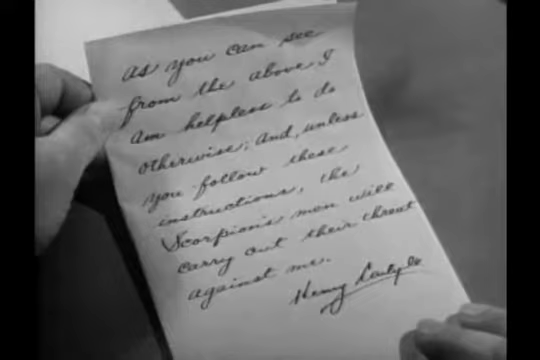 as you can see
from the above I
am helpless to do
otherwise; and, unless
you follow these
instructions, the
Scorpion's men will
carry out their threat
against me.
Henry Carlyle